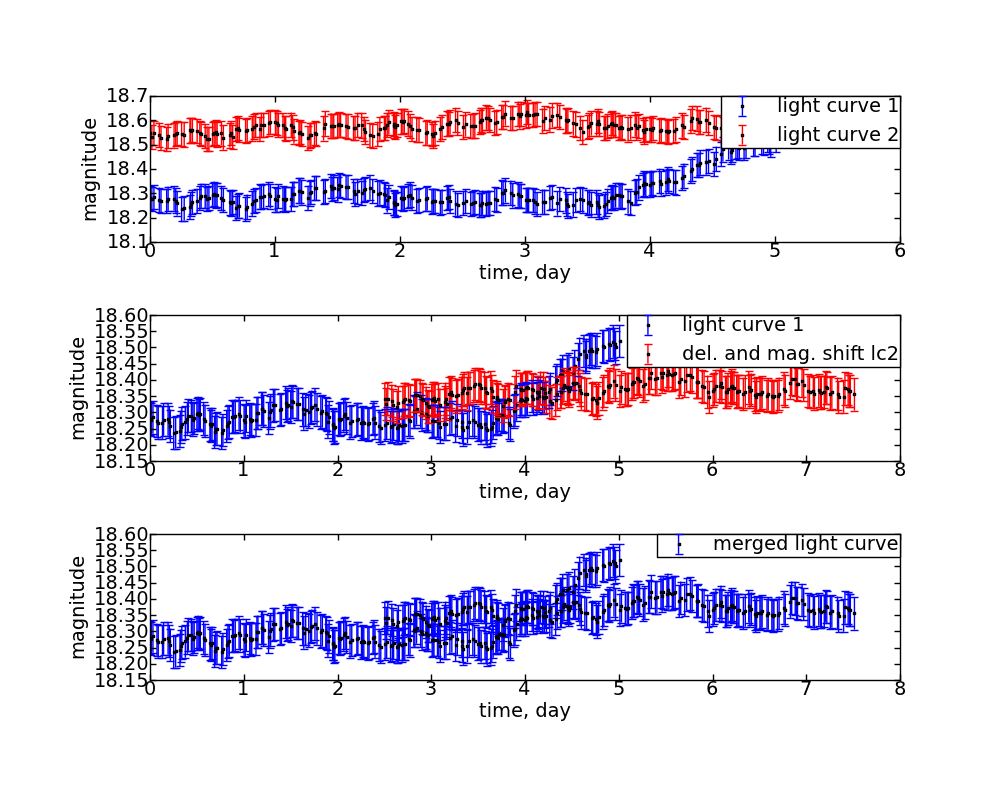 18.7
18.6
18.5
18.4
18.3
18.2
18.1
magnitude
light curve 1
light curve 2
0 1 2 3 4 5 6
time, day
18.60
18.55
18.50
18.45
18.40
18.35
18.30
18.25
18.20
18.15
magnitude
light curve 1
del. and mag. shift lc2
0 1 2 3 4 5 6 7 8
time, day
18.60
18.55
18.50
18.45
18.40
18.35
18.30
18.25
18.20
18.15
magnitude
merged light curve
0 1 2 3 4 5 6 7 8
time, day